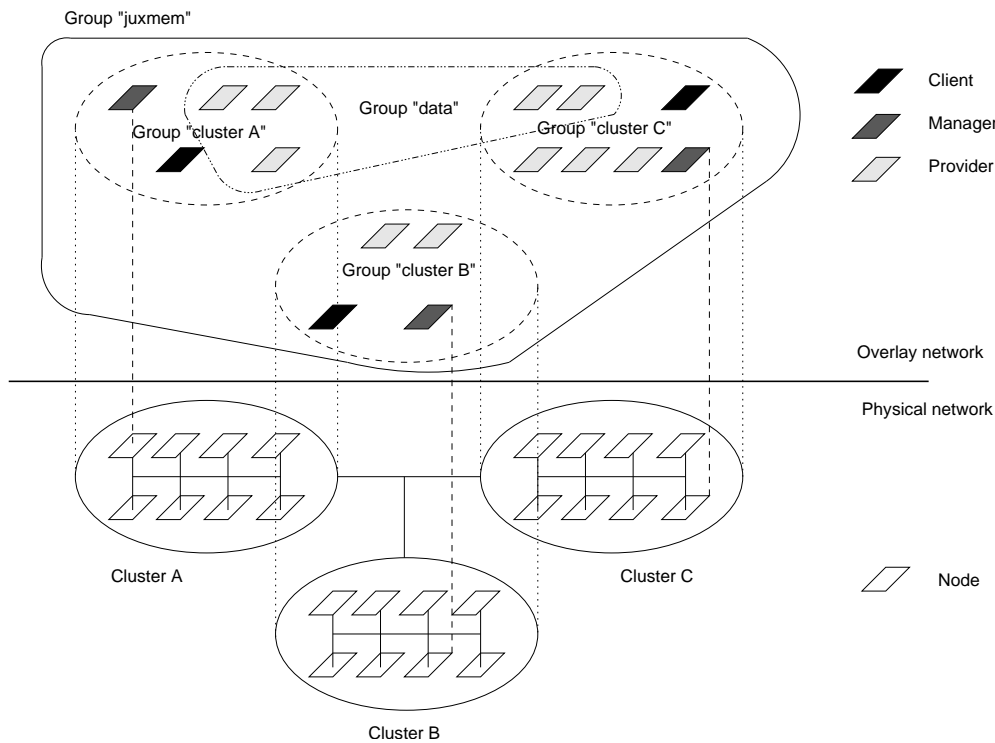 Group "juxmem"
Client
Group "data"
Group "cluster A"
Group "cluster C"
Manager
Provider
Group "cluster B"
Overlay network
Physical network
Cluster A
Cluster C
Node
Cluster B